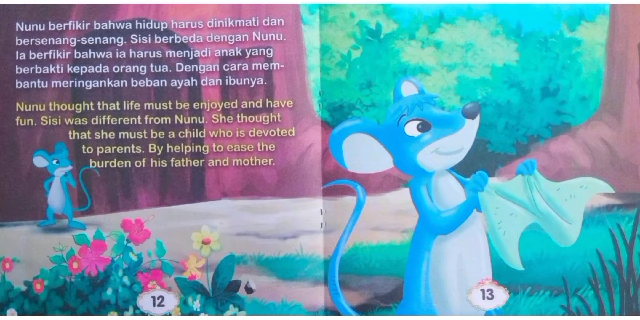 Nunu berfikir bahwa hidup harus dinikmati dan
bersenang-senang. Sisi berbeda dengan Nunu.
Ia berfikir bahwa ia harus menjadi anak yang
berbakti kepada orang tua. Dengan cara mem-
bantu meringankan beban ayah dan ibunya.
Nunu thought that life must be enjoyed and have
fun. Sisi was different from Nunu. She thought
that she must be a child who is devoted
to parents. By helping to ease the
burden of his father and mother.
12
13